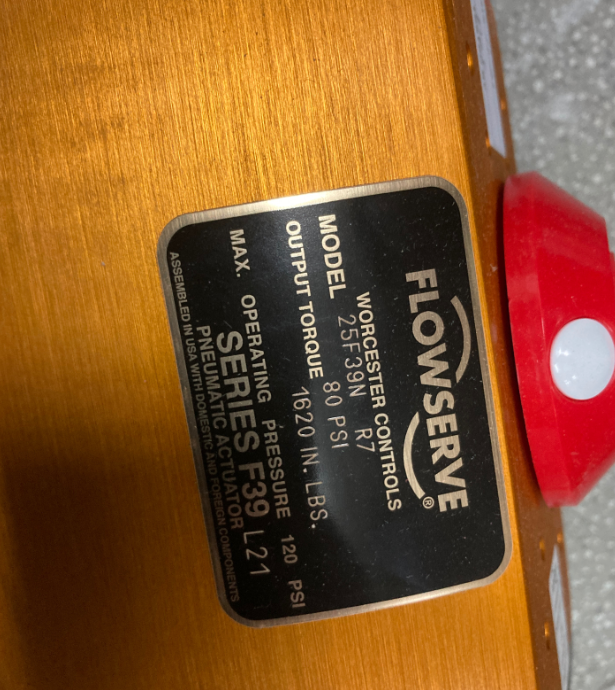 FLOWSERVE®
WORCESTER CONTROLS
MODEL 25F39N R7
OUTPUT TORQUE 80 PSI
1620 IN. LBS.
MAX. OPERATING PRESSURE 120 PSI
SERIES F39 L21
PNEUMATIC ACTUATOR
ASSEMBLED IN USA WITH DOMESTIC AND FOREIGN COMPONENTS